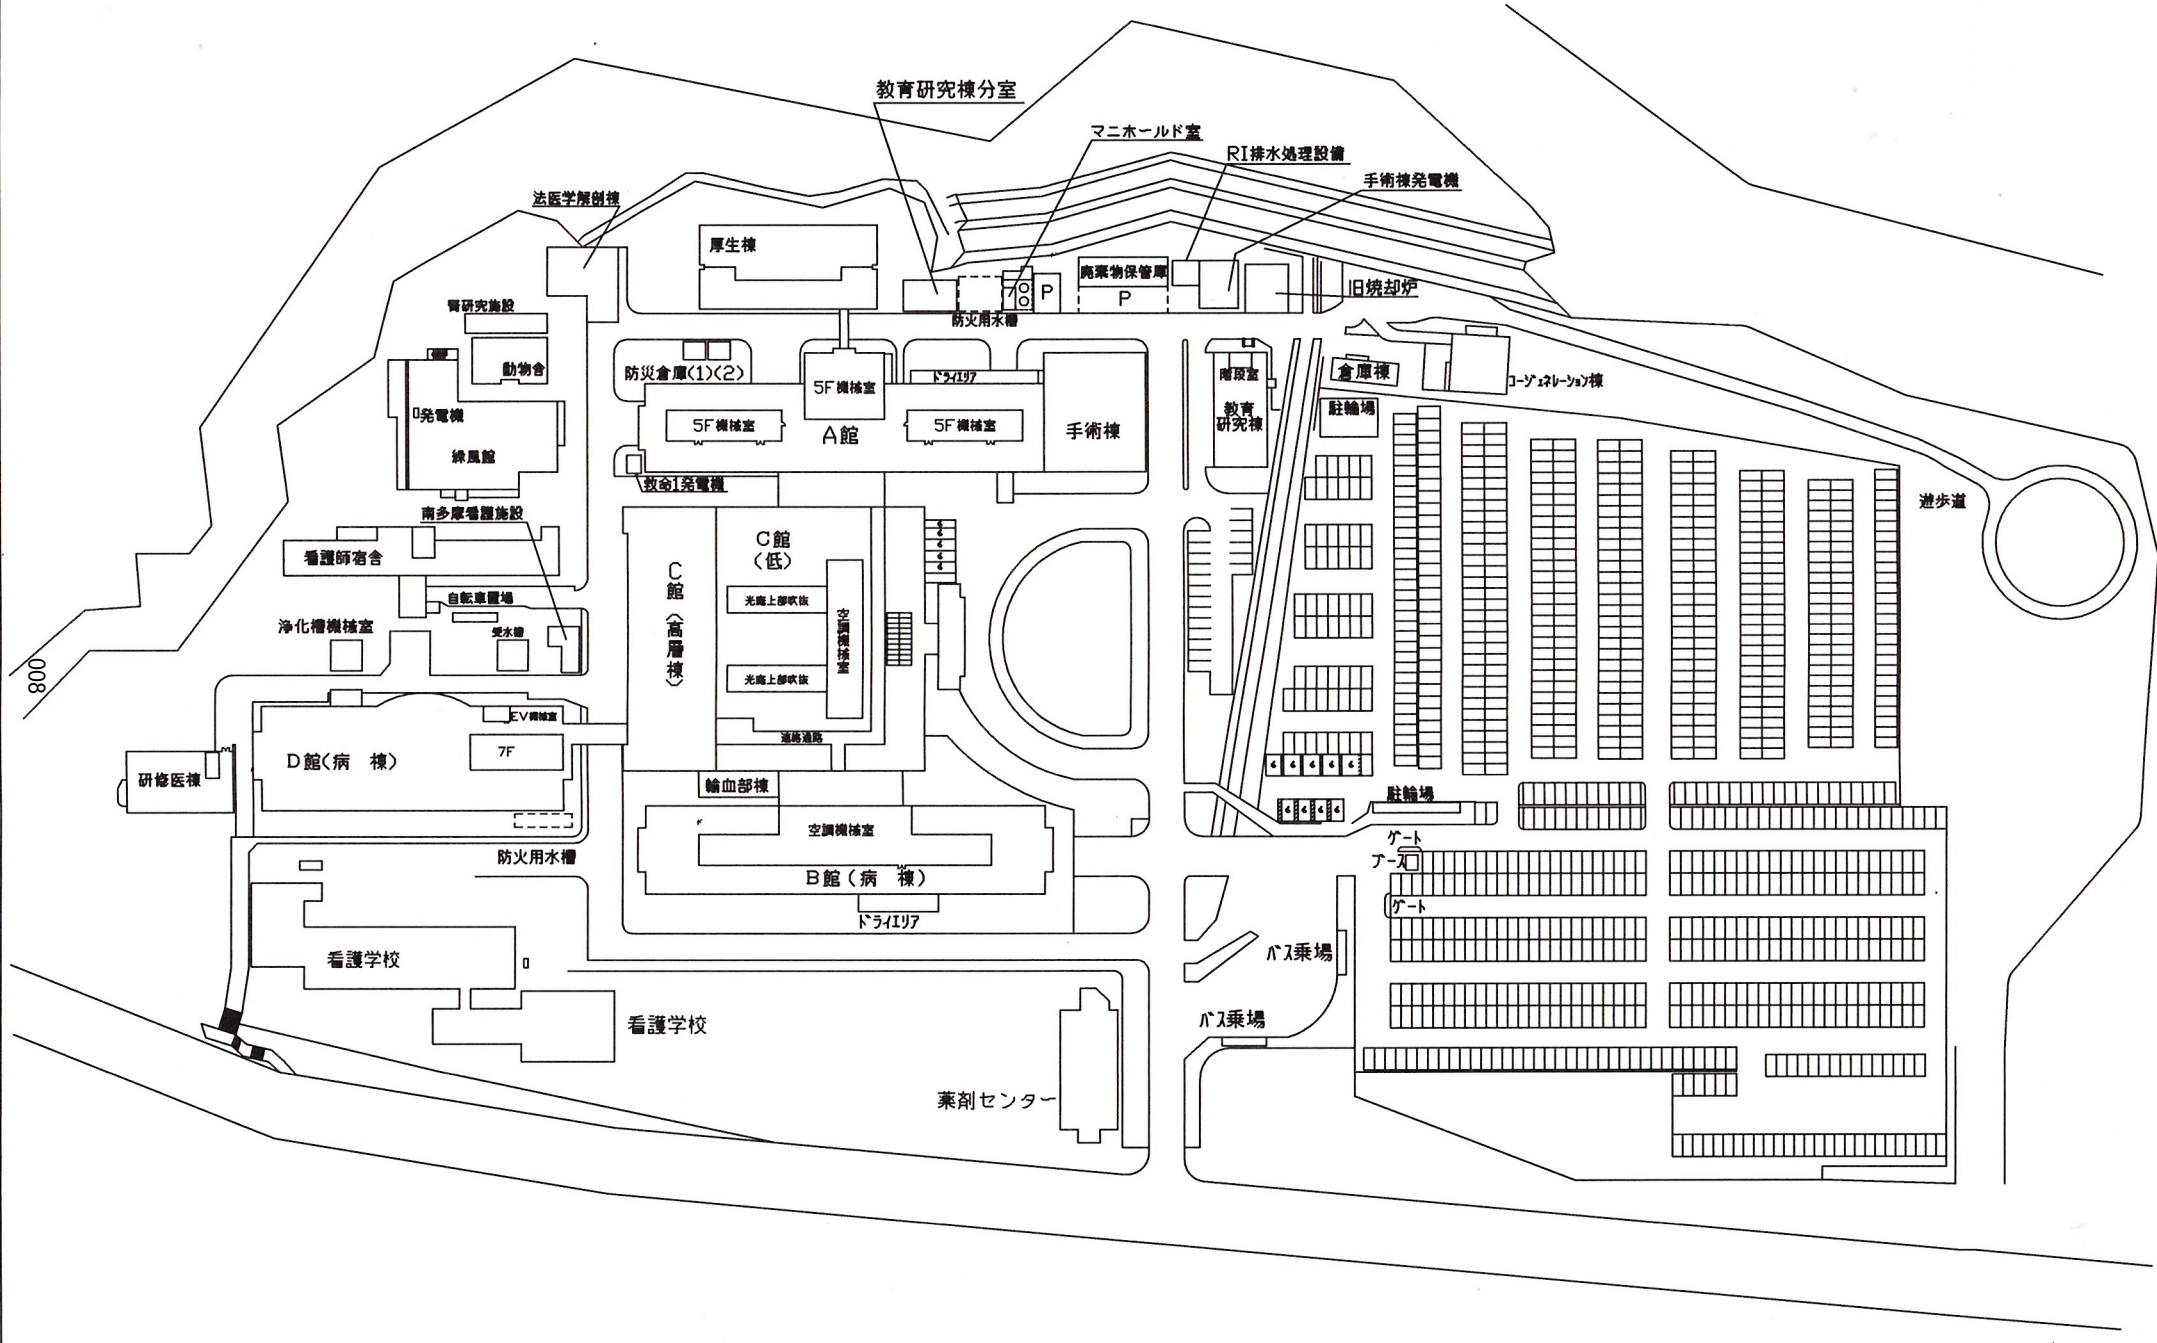 教育研究棟分室
マニホールド室
RI排水処理設備
手術棟発電機
法医学解剖棟
厚生棟
廃棄物保管庫
P
P
旧焼却炉
防火用水槽
腎研究施設
動物舎
発電機
緑風館
防災倉庫(1)(2)
5F機械室
ドライエリア
5F機械室
5F機械室
A館
手術棟
階段室
教育
研究棟
倉庫棟
コージェネレーション棟
駐輪場
救命1発電機
遊歩道
南多摩看護施設
看護師宿舎
C館
(低)
C館(高層棟)
光庭上部吹抜
空調機械室
光庭上部吹抜
連絡通路
自転車置場
浄化槽機械室
受水槽
008
EV機械室
7F
D館(病 棟)
研修医棟
輸血部棟
空調機械室
B館(病 棟)
ドライエリア
防火用水槽
駐輪場
ゲート
ブース
ゲート
バス乗場
バス乗場
看護学校
看護学校
薬剤センター